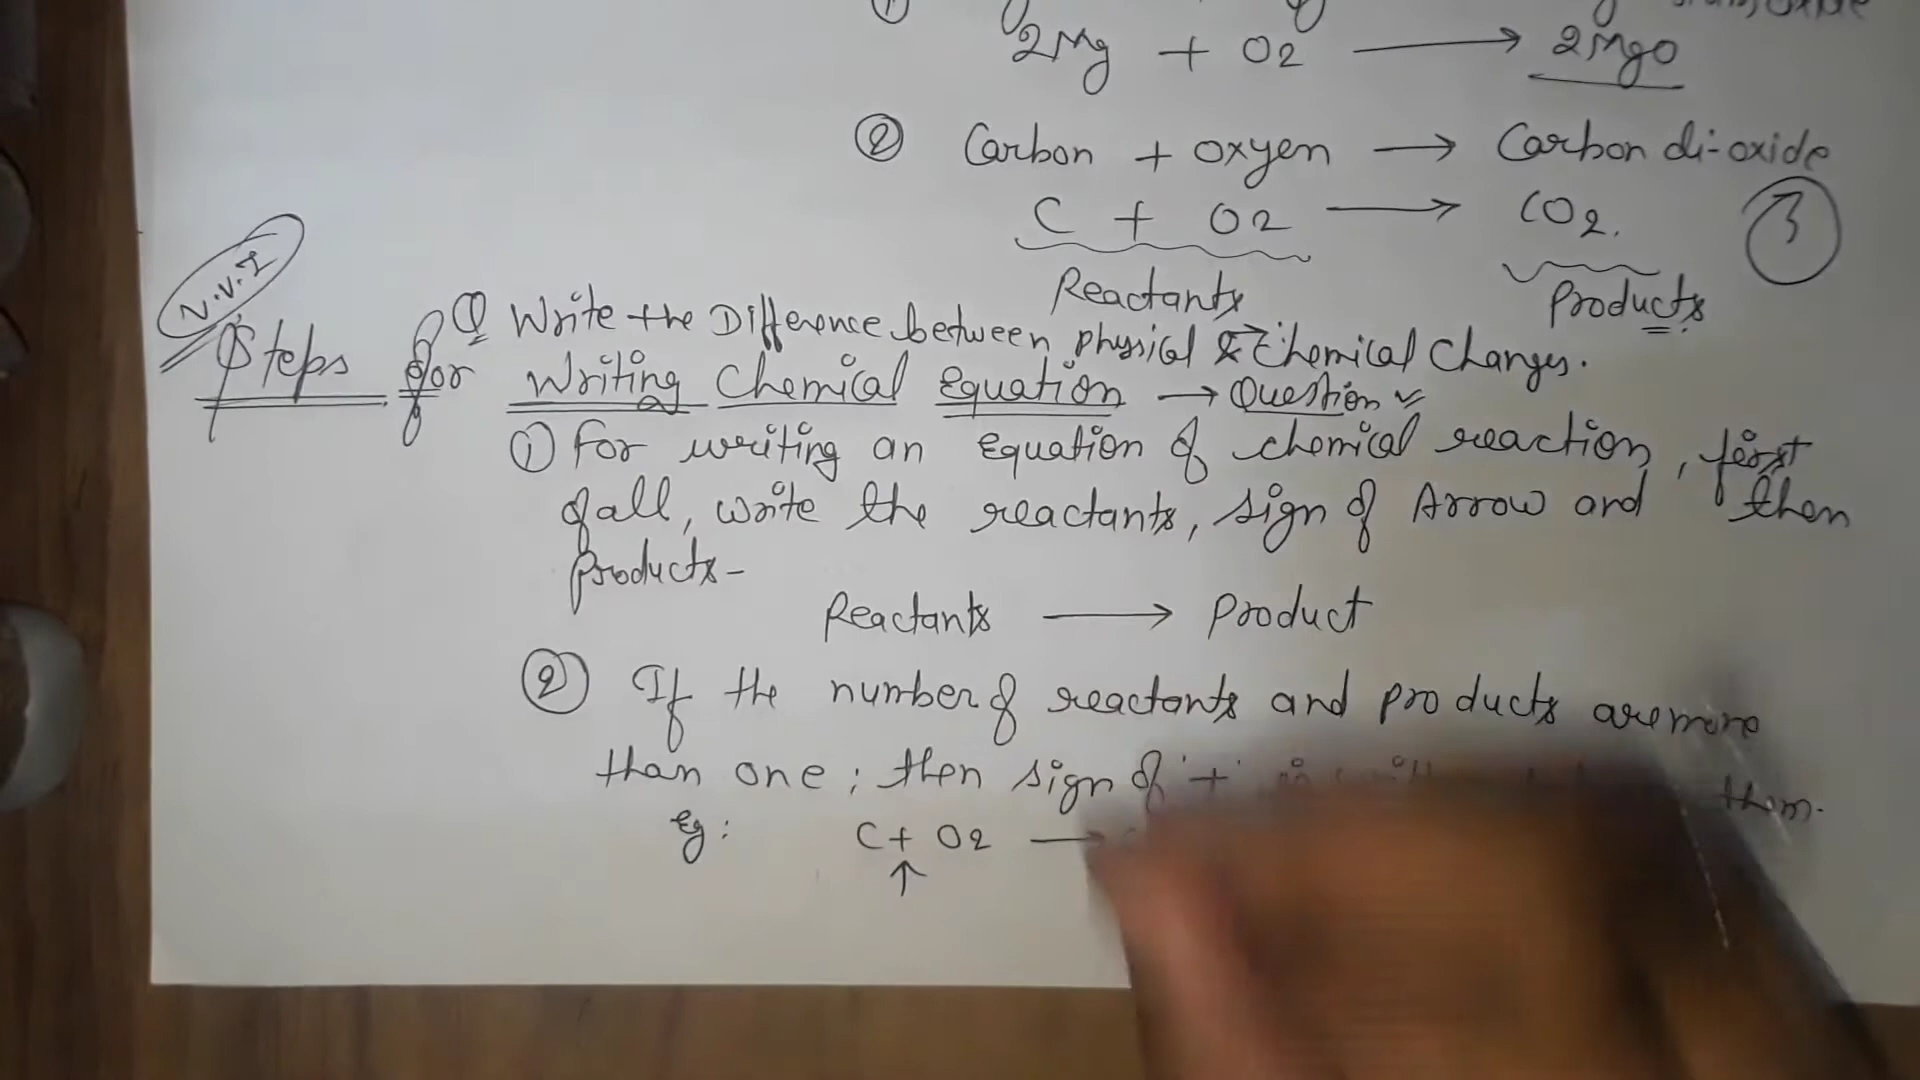 ①
2Mg + O2 ⟶ 2MgO
② Carbon + oxyen ⟶ Carbon di-oxide
C + O2 ⟶ CO2.
③
Reactants Products
N.V.I
Q Write the Difference between physical & Chemical Changes.
Steps for Writing Chemical Equation → Question
① For writing an equation of chemical reaction, first
of all, write the reactants, sign of Arrow and then
products-
Reactants ⟶ Product
② If the number of reactants and products are more
than one; then sign of '+' them.
Eg: C + O2 ⟶
↑